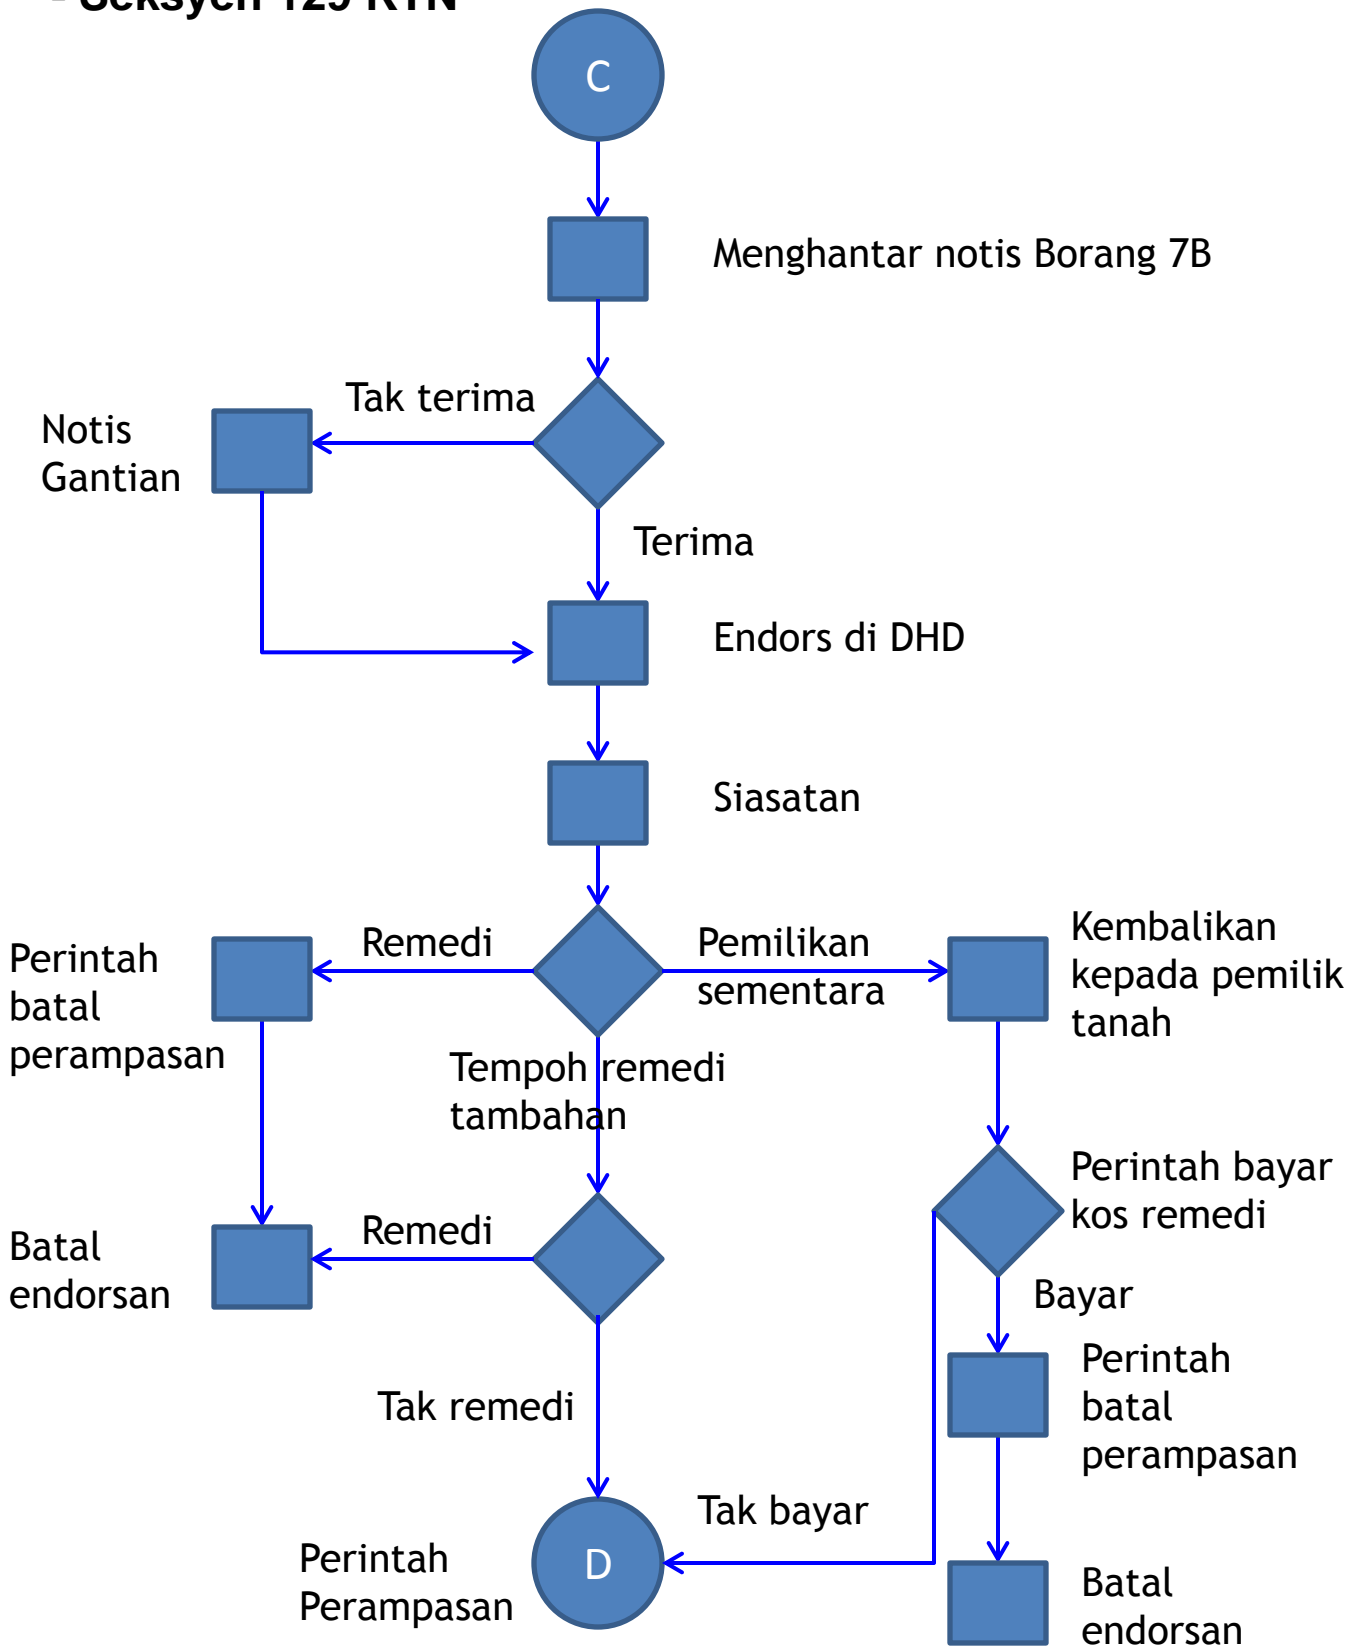 C
Menghantar notis Borang 7B
Tak terima
Notis
Gantian
Terima
Endors di DHD
Siasatan
Remedi
Pemilikan
sementara
Kembalikan
kepada pemilik
tanah
Perintah
batal
perampasan
Tempoh remedi
tambahan
Perintah bayar
kos remedi
Remedi
Batal
endorsan
Bayar
Perintah
batal
perampasan
Tak remedi
Tak bayar
Perintah
Perampasan
D
Batal
endorsan